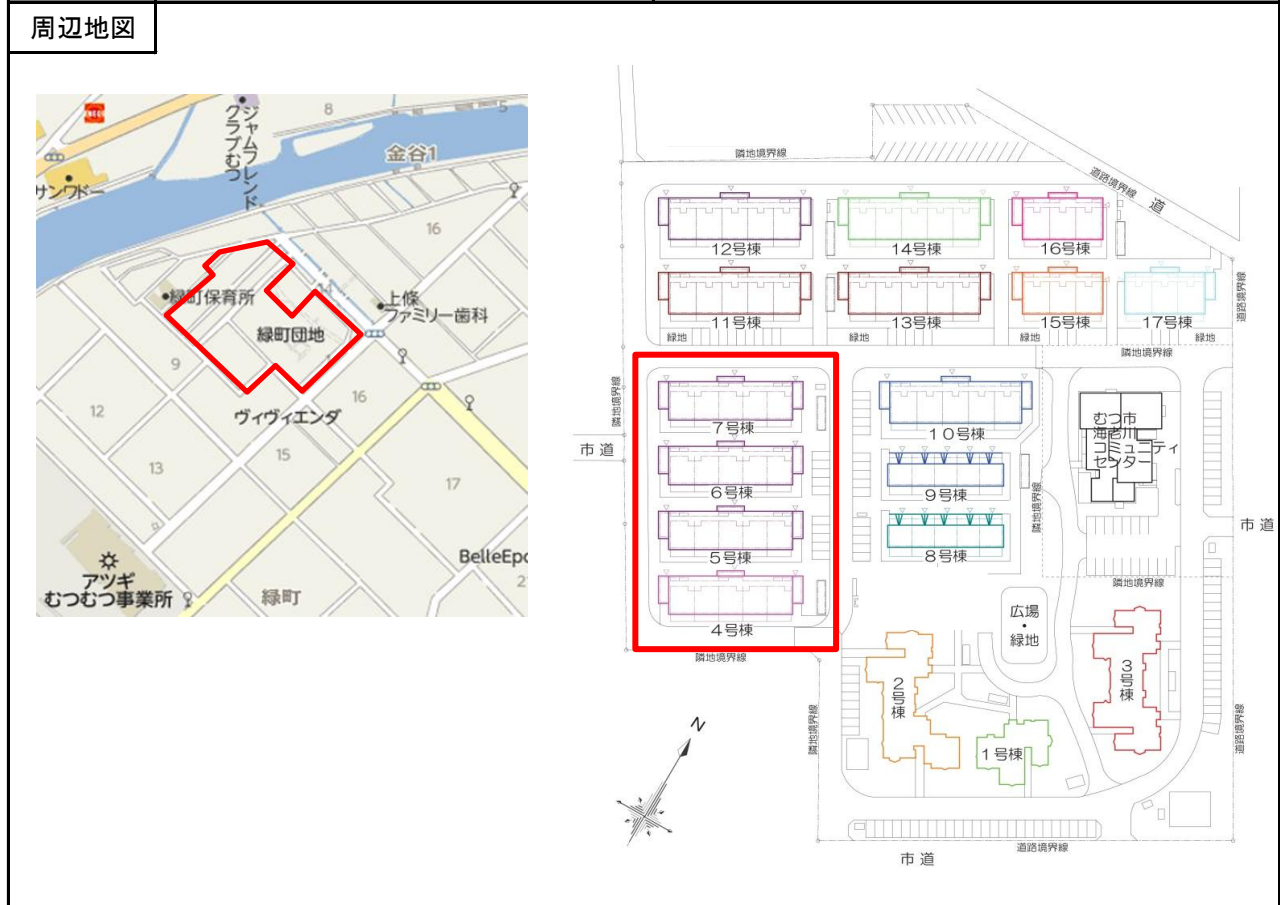 周辺地図
8
5
ジャムフレンド
クラブむつ
金谷1
サンワドー
16
緑町保育所
上條
ファミリー歯科
緑町団地
9
16
12
ヴィヴィエンダ
13
15
17
BelleEpo
アツギ
むつむつ事業所
緑町
2
隣地境界線
道路境界線
道
12号棟
14号棟
16号棟
11号棟
13号棟
15号棟
17号棟
緑地
緑地
緑地
緑地
道路境界線
隣地境界線
隣地境界線
7号棟
10号棟
むつ市
海老川
コミュニティ
センター
市道
6号棟
9号棟
隣地境界線
市道
5号棟
8号棟
隣地境界線
4号棟
広場
・
緑地
隣地境界線
2号棟
3号棟
隣地境界線
1号棟
道路境界線
N
道路境界線
市道